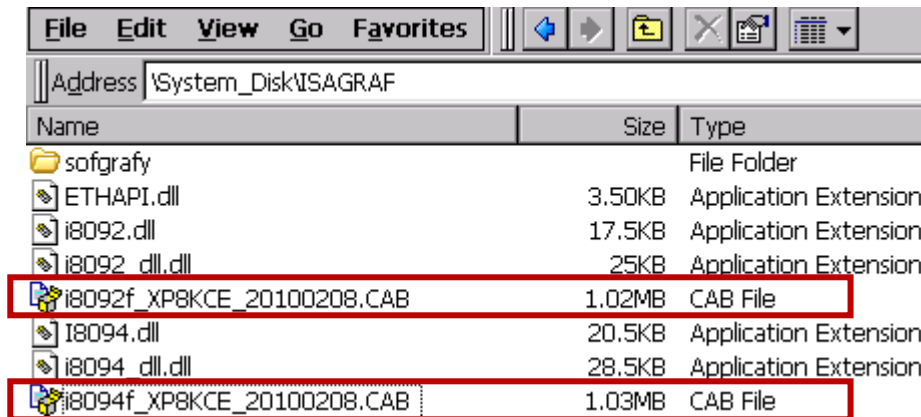 File Edit View Go Favorites
Address \System_Disk\ISAGRAF
Name Size Type
sofgrafy File Folder
ETHAPI.dll 3.50KB Application Extension
i8092.dll 17.5KB Application Extension
i8092_dll.dll 25KB Application Extension
i8092f_XP8KCE_20100208.CAB 1.02MB CAB File
I8094.dll 20.5KB Application Extension
i8094_dll.dll 28.5KB Application Extension
i8094f_XP8KCE_20100208.CAB 1.03MB CAB File